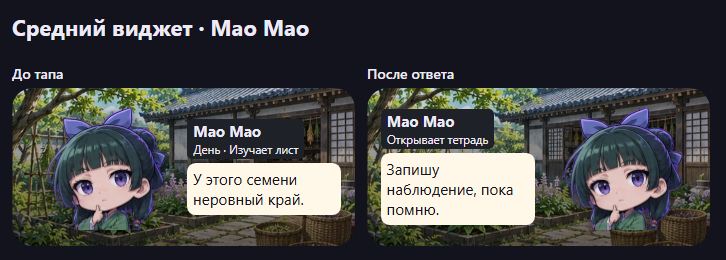 Средний виджет · Mao Mao
До тапа
Mao Mao
День · Изучает лист
У этого семени
неровный край.
После ответа
Mao Mao
Открывает тетрадь
Запишу
наблюдение, пока
помню.